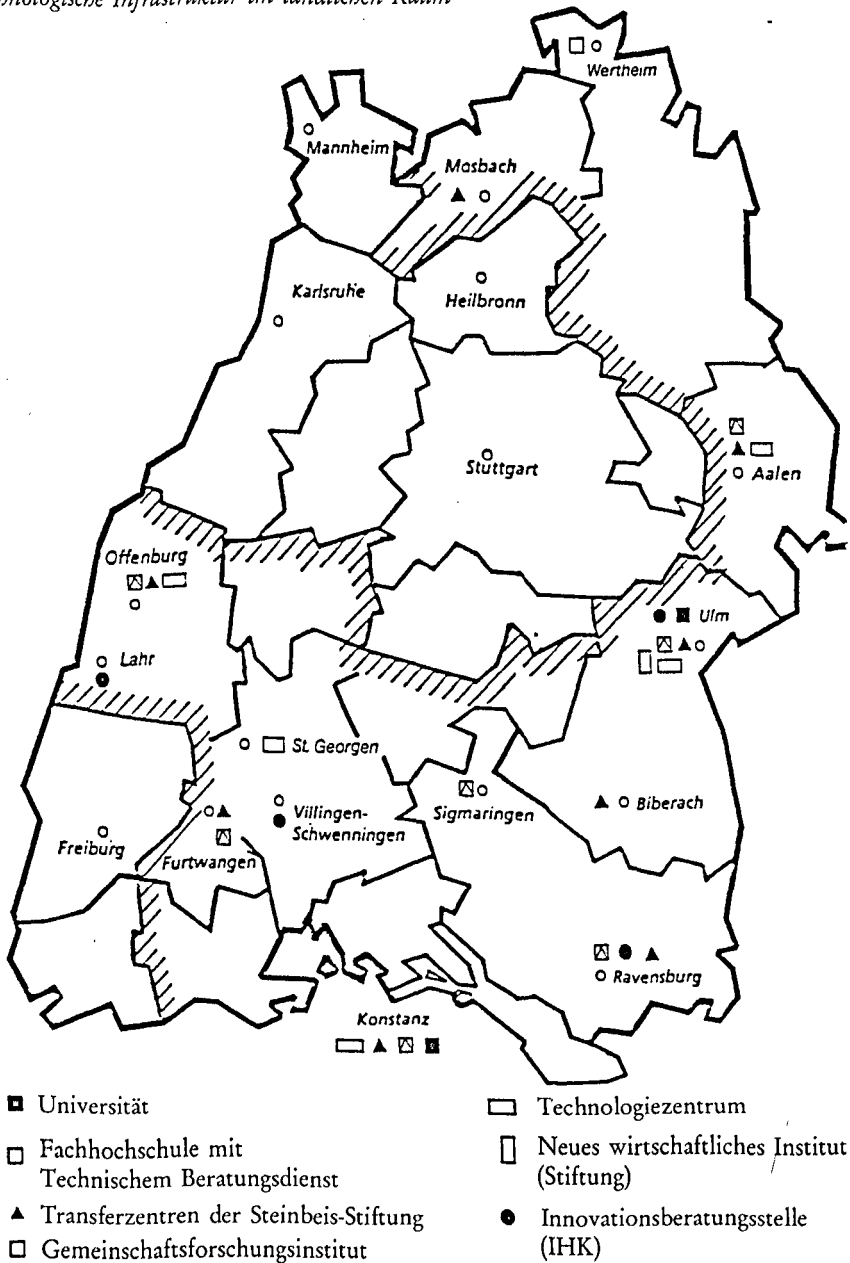 Infrastruktur im ländlichen Raum
Wertheim
Mannheim
Mosbach
Karlsruhe
Heilbronn
Stuttgart
Aalen
Offenburg
Ulm
Lahr
St. Georgen
Villingen-
Schwenningen
Sigmaringen
Biberach
Freiburg
Furtwangen
Ravensburg
Konstanz
Universität
Fachhochschule mit
Technischem Beratungsdienst
Transferzentren der Steinbeis-Stiftung
Gemeinschaftsforschungsinstitut
Technologiezentrum
Neues wirtschaftliches Institut
(Stiftung)
Innovationsberatungsstelle
(IHK)